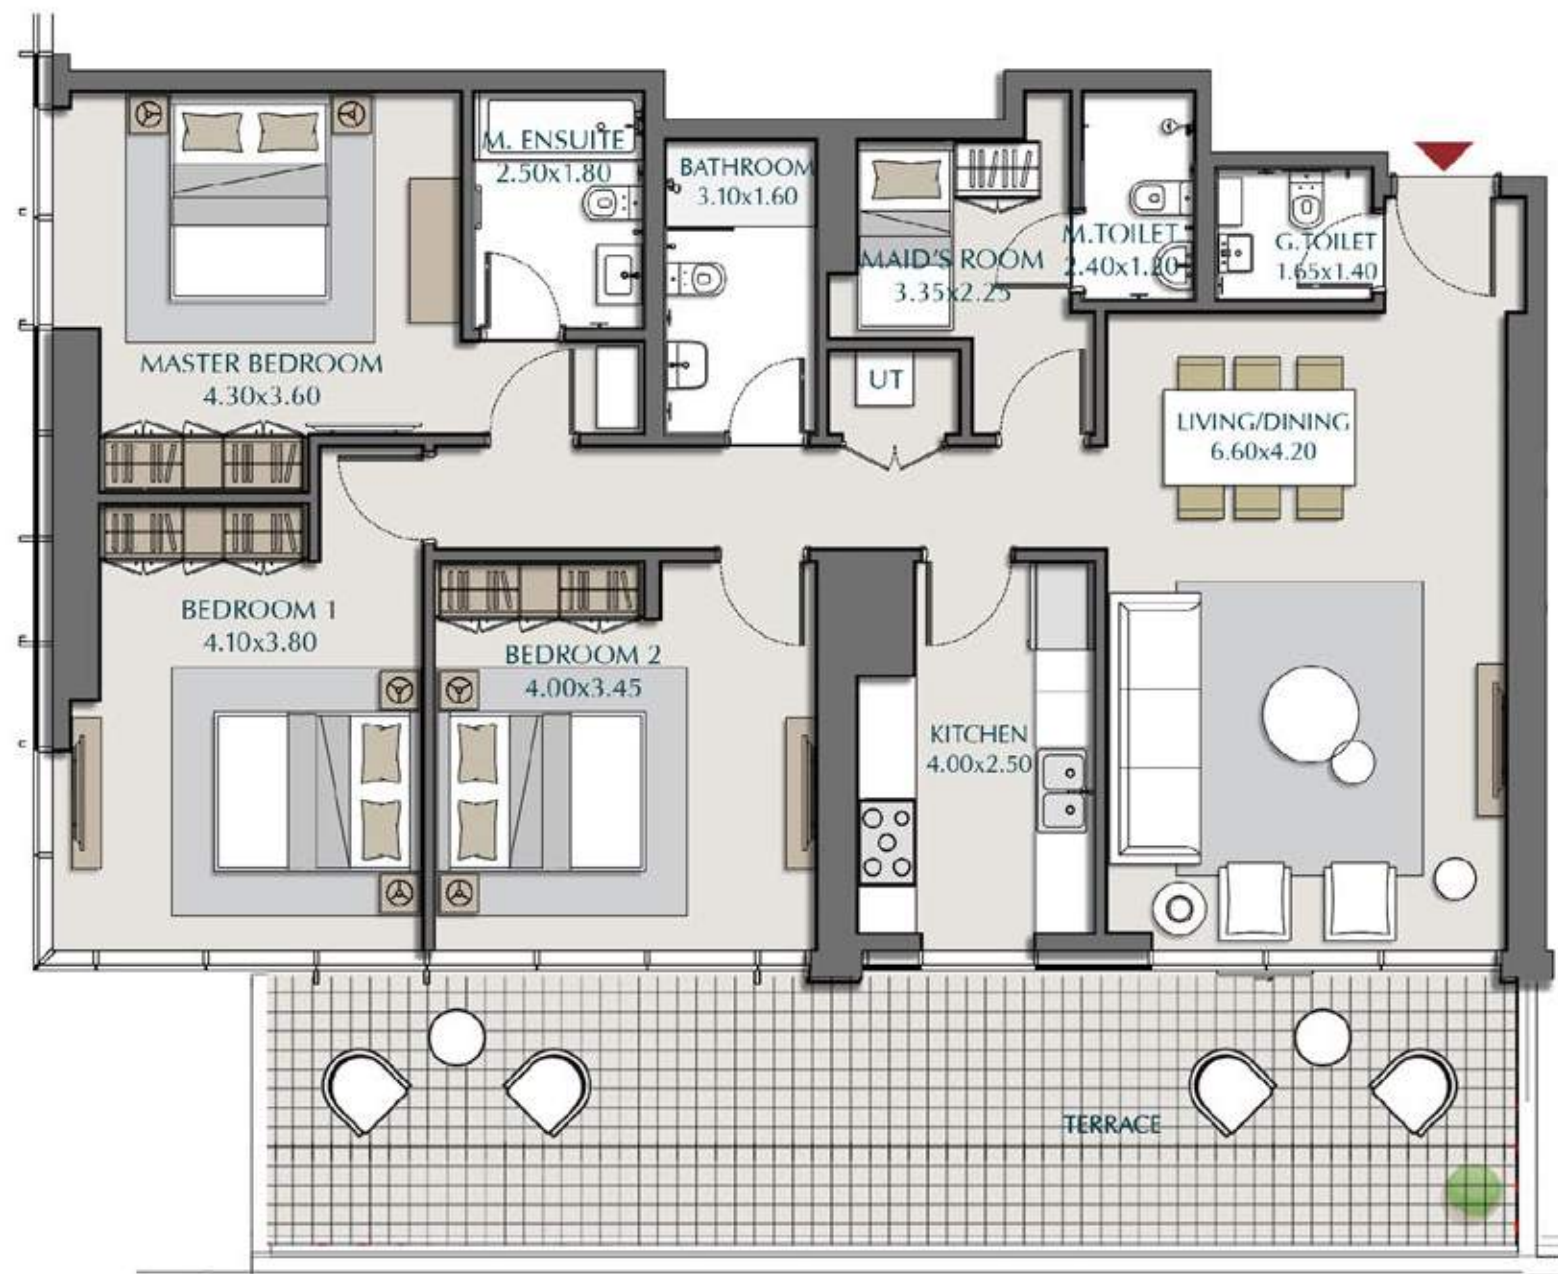 M. ENSUITE
2.50x1.80
BATHROOM
3.10x1.60
MAID'S ROOM
3.35x2.25
M.TOILET
2.40x1.20
G.TOILET
1.65x1.40
MASTER BEDROOM
4.30x3.60
UT
LIVING/DINING
6.60x4.20
BEDROOM 1
4.10x3.80
BEDROOM 2
4.00x3.45
KITCHEN
4.00x2.50
TERRACE